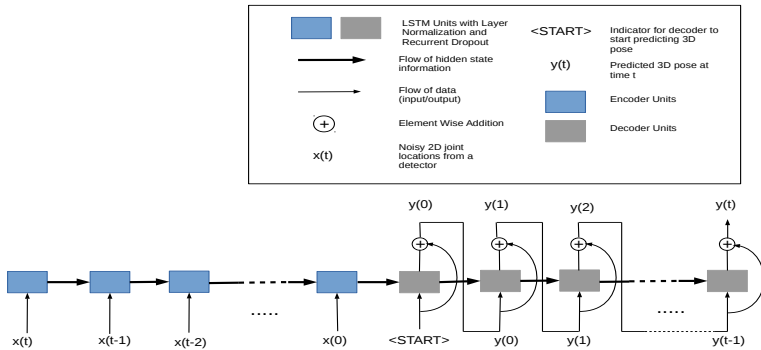 LSTM Units with Layer
Normalization and
Recurrent Dropout
Flow of hidden state
information
Flow of data
(input/output)
+
Element Wise Addition
x(t)
Noisy 2D joint
locations from a
detector
<START>
Indicator for decoder to
start predicting 3D
pose
y(t)
Predicted 3D pose at
time t
Encoder Units
Decoder Units
y(0) y(1) y(2) y(t)
+ + + +
..... .....
x(t) x(t-1) x(t-2) x(0) <START> y(0) y(1) y(t-1)